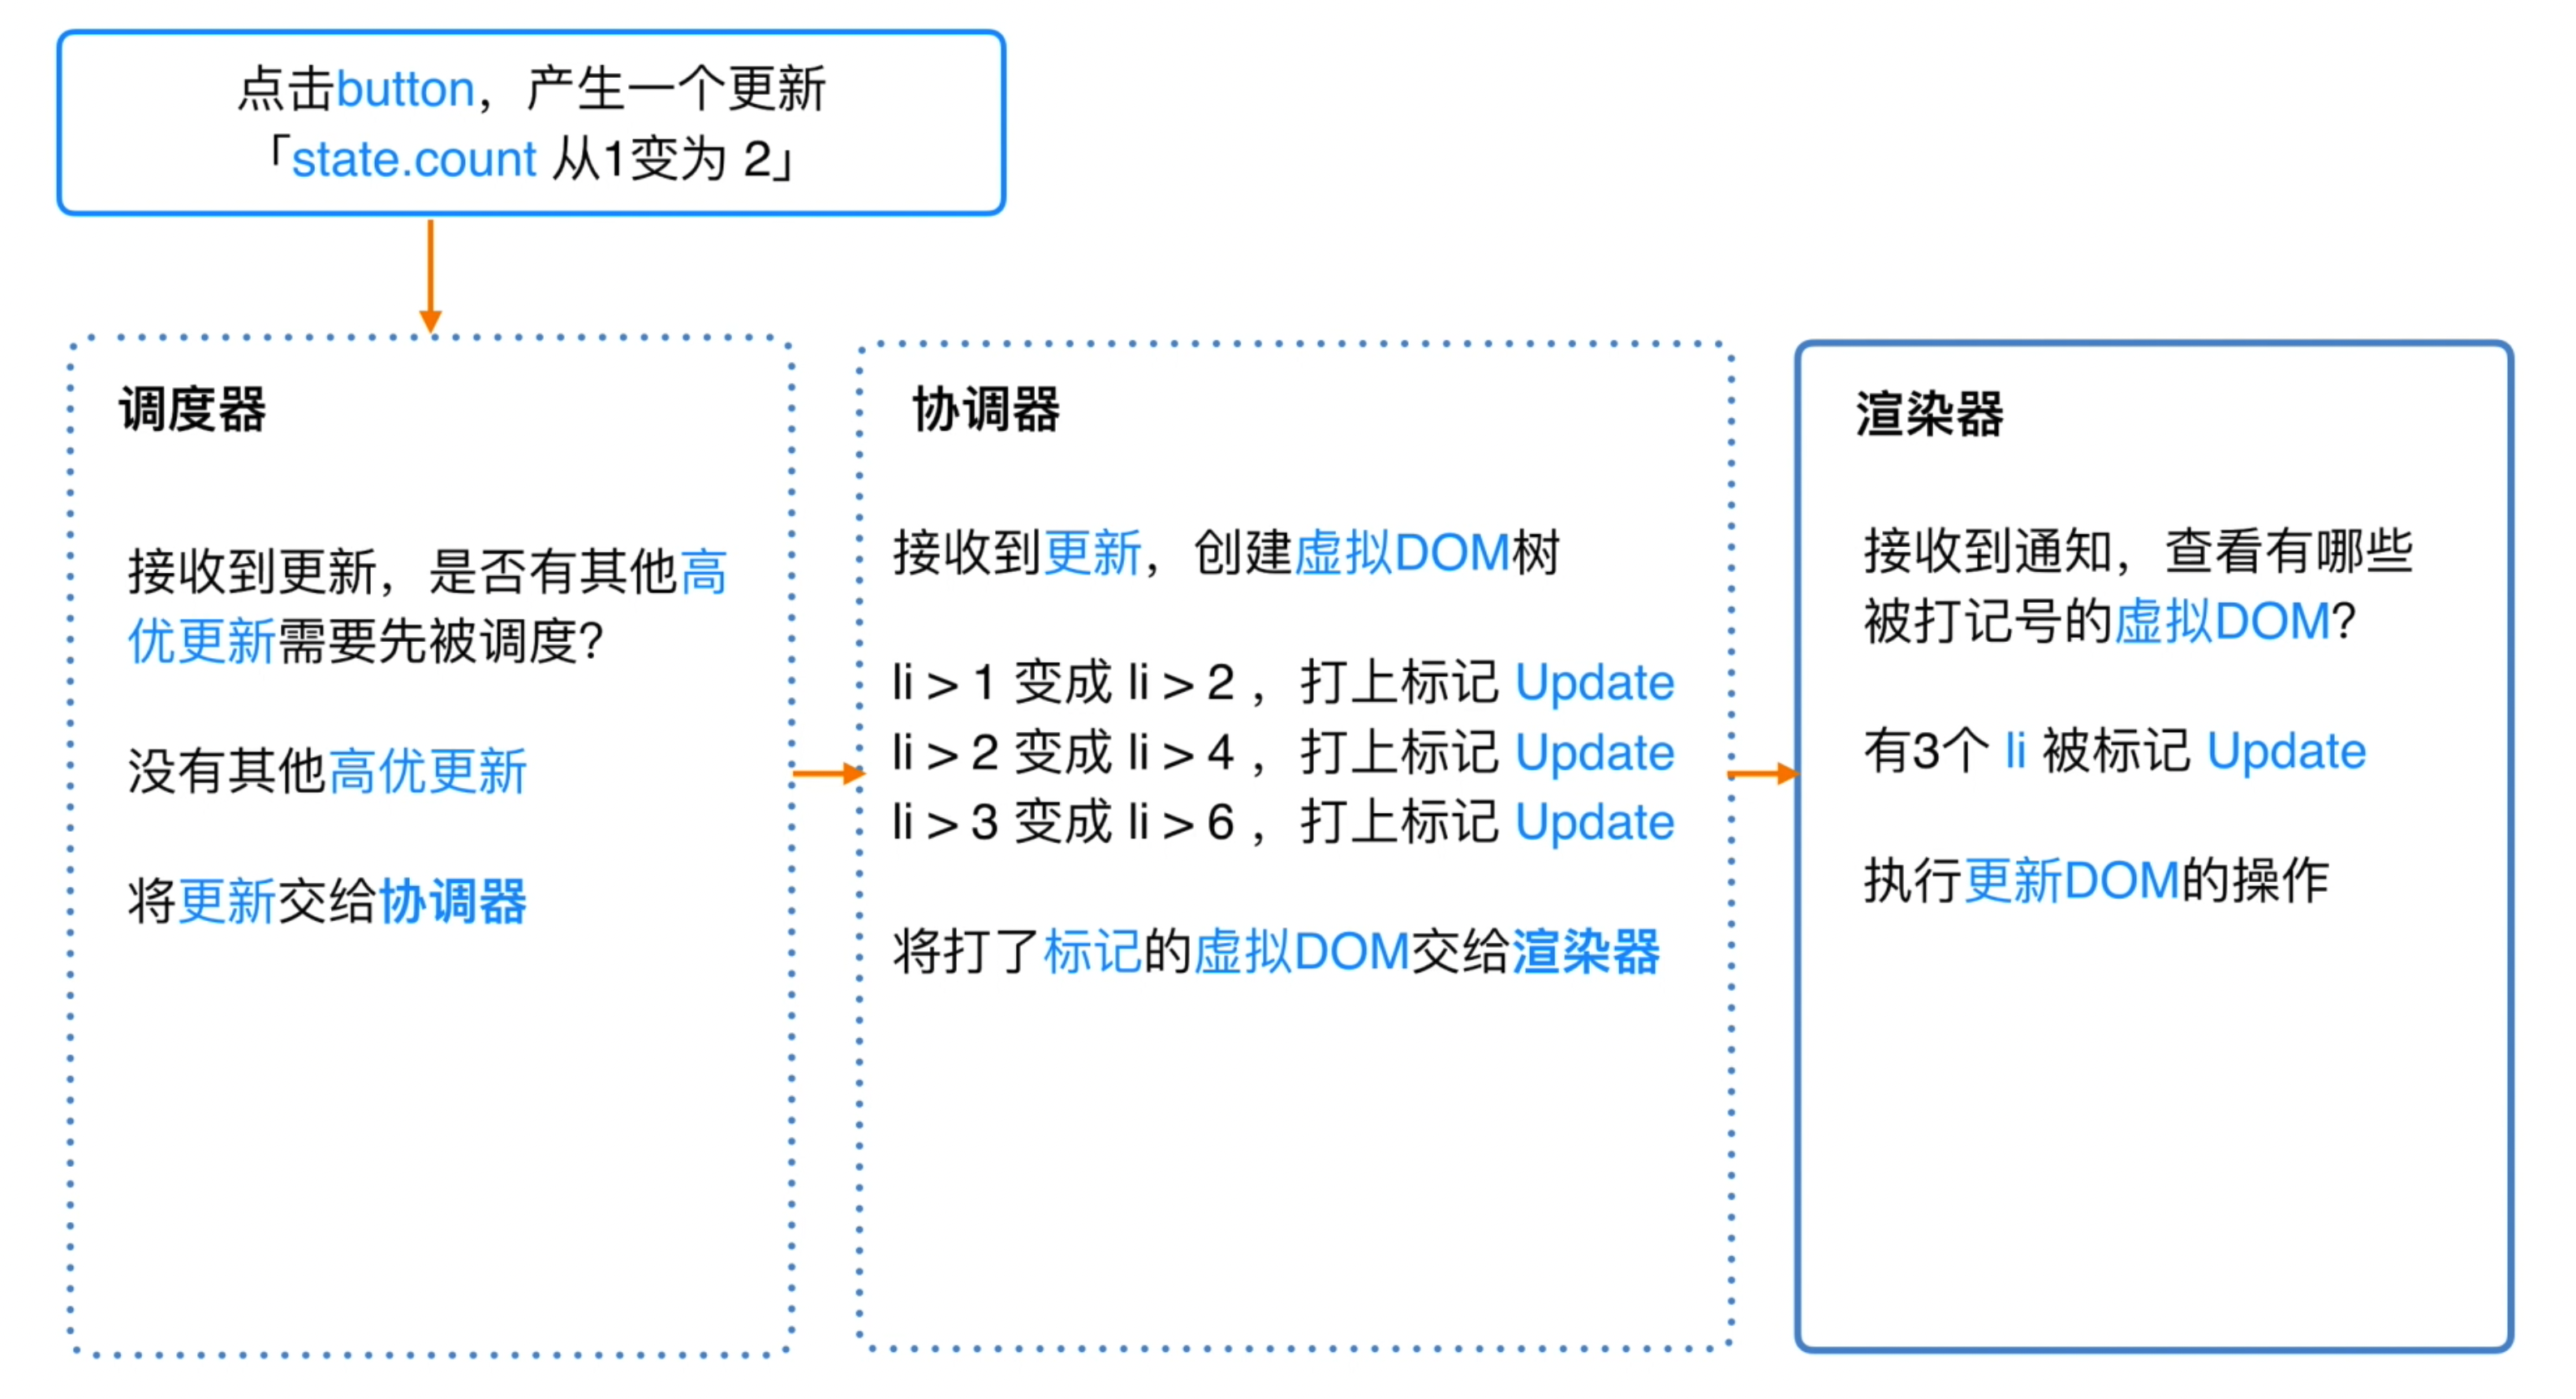 点击button，产生一个更新
「state.count 从1变为 2」
调度器
接收到更新，是否有其他高
优更新需要先被调度？
没有其他高优更新
将更新交给协调器
协调器
接收到更新，创建虚拟DOM树
li > 1 变成 li > 2 ，打上标记 Update
li > 2 变成 li > 4 ，打上标记 Update
li > 3 变成 li > 6 ，打上标记 Update
将打了标记的虚拟DOM交给渲染器
渲染器
接收到通知，查看有哪些
被打记号的虚拟DOM？
有3个 li 被标记 Update
执行更新DOM的操作